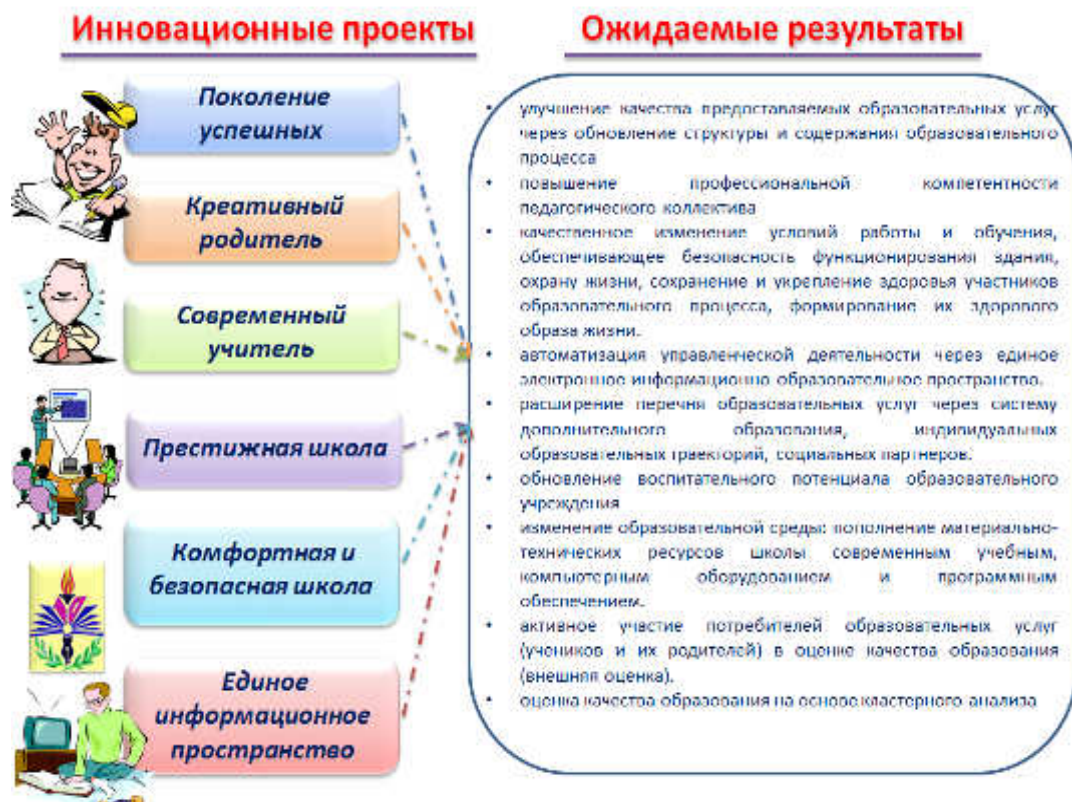 Инновационные проекты
Ожидаемые результаты
Поколение
успешных
Креативный
родитель
Современный
учитель
Престижная школа
Комфортная и
безопасная школа
Единое
информационное
пространство
• улучшение качества предоставляемых образовательных услуг
через обновление структуры и содержания образовательного
процесса
• повышение профессиональной компетентности
педагогического коллектива
• качественное изменение условий работы и обучения,
обеспечивающее безопасность функционирования здания,
охрану жизни, сохранение и укрепление здоровья участников
образовательного процесса, формирование их здорового
образа жизни.
• автоматизация управленческой деятельности через единое
электронное информационно образовательное пространство.
• расширение перечня образовательных услуг через систему
дополнительного образования, индивидуальных
образовательных траекторий, социальных партнеров.
• обновление воспитательного потенциала образовательного
учреждения
• изменение образовательной среды: пополнение материально-
технических ресурсов школы современным учебным,
компьютерным оборудованием и программным
обеспечением.
• активное участие потребителей образовательных услуг
(учеников и их родителей) в оценке качества образования
(внешняя оценка).
• оценка качества образования на основе кластерного анализа